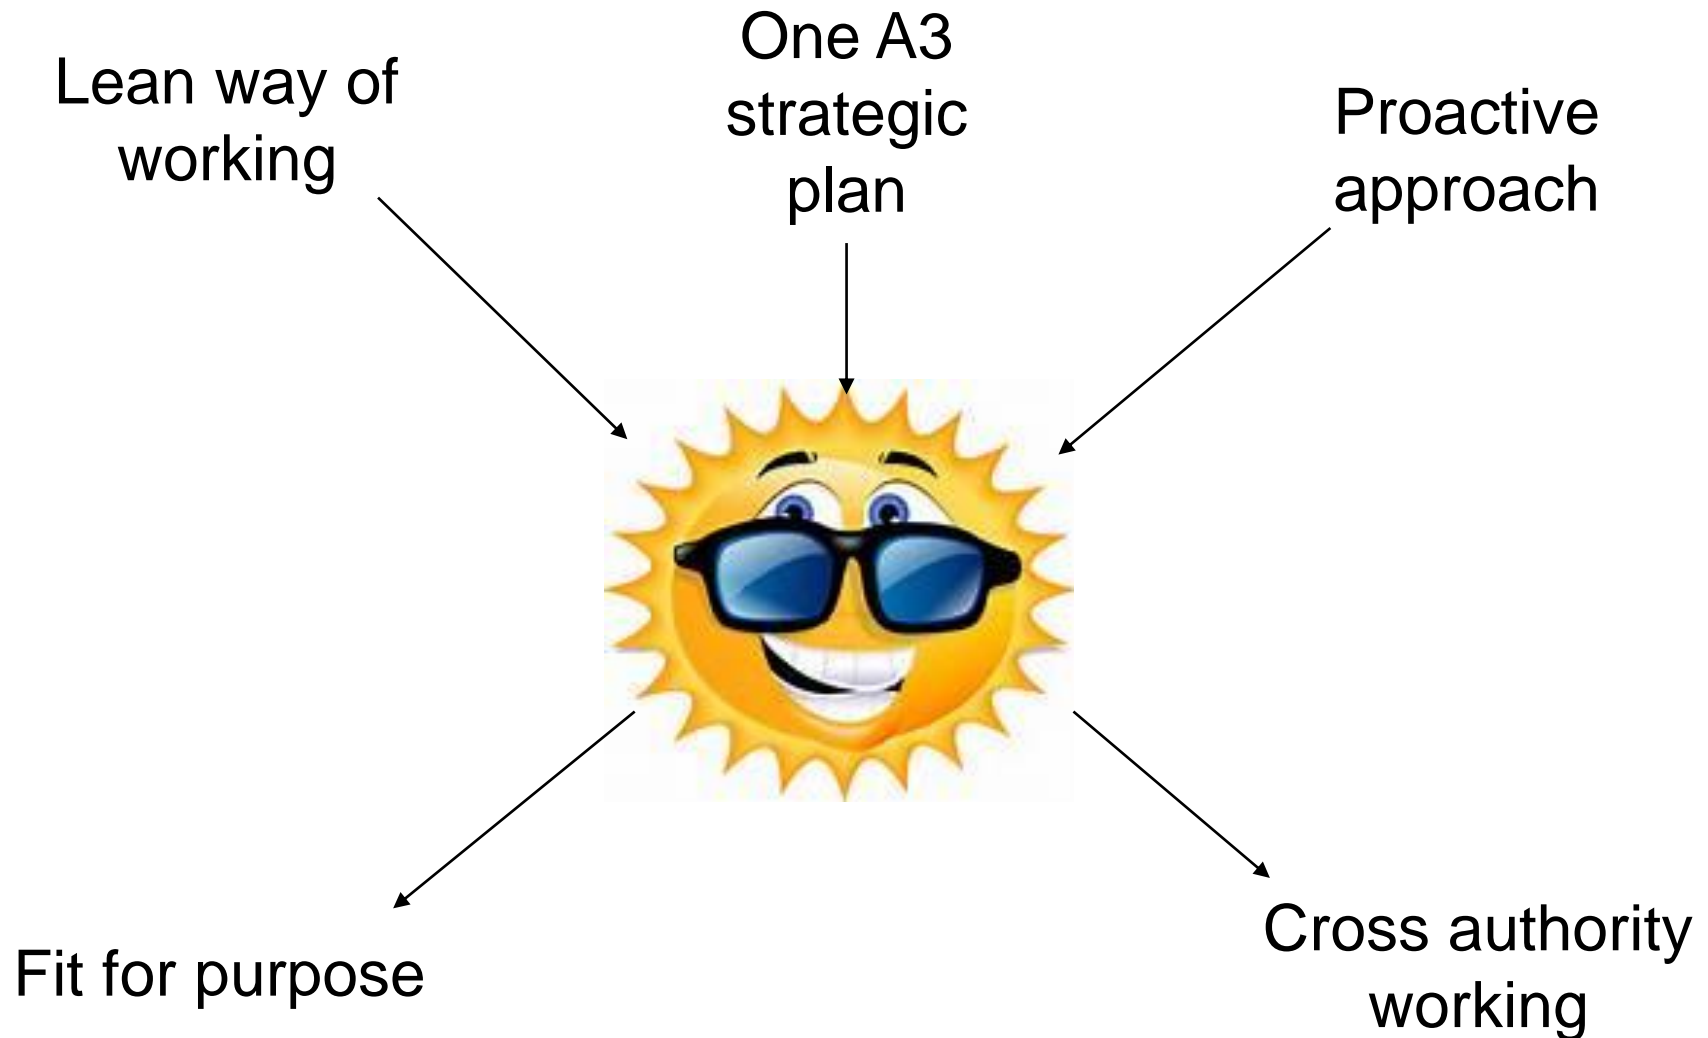 Lean way of
working
One A3
strategic
plan
Proactive
approach
Fit for purpose
Cross authority
working